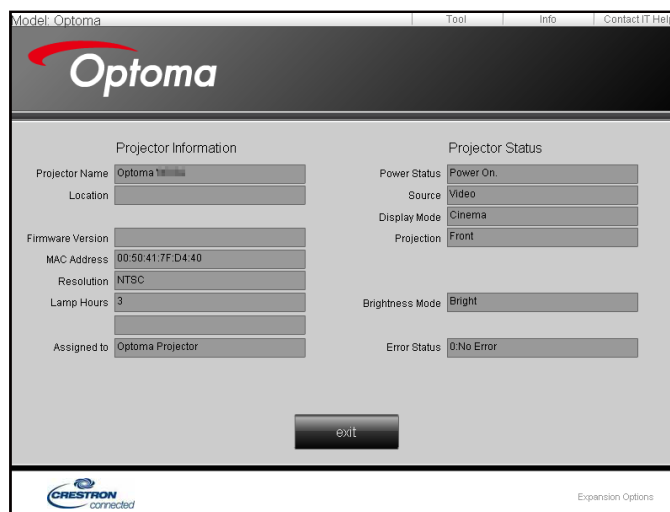 Model: Optoma
Tool
Info
Contact IT Help
Optoma
Projector Information
Projector Name Optoma
Location
Firmware Version
MAC Address 00:50:41:7F:D4:40
Resolution NTSC
Lamp Hours 3
Assigned to Optoma Projector
Projector Status
Power Status Power On.
Source Video
Display Mode Cinema
Projection Front
Brightness Mode Bright
Error Status 0:No Error
exit
CRESTRON
connected
Expansion Options